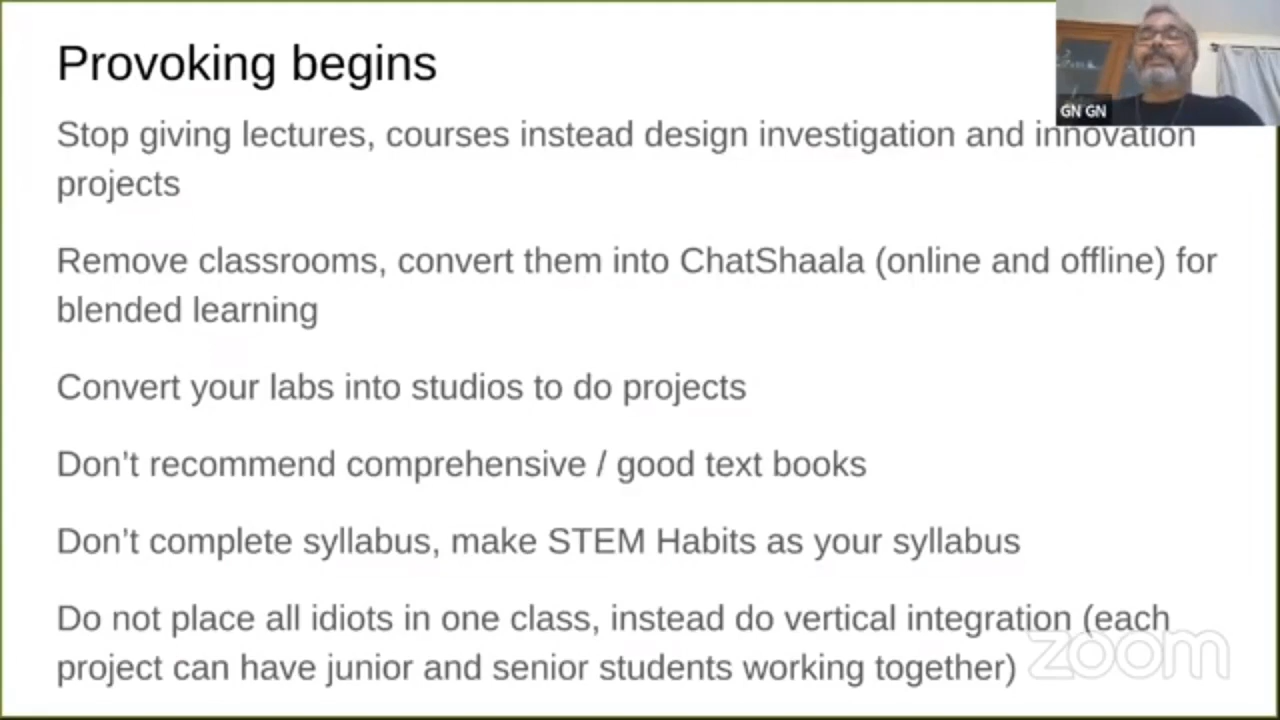 Provoking begins
GN GN
Stop giving lectures, courses instead design investigation and innovation
projects
Remove classrooms, convert them into ChatShaala (online and offline) for
blended learning
Convert your labs into studios to do projects
Don't recommend comprehensive / good text books
Don't complete syllabus, make STEM Habits as your syllabus
Do not place all idiots in one class, instead do vertical integration (each
project can have junior and senior students working together)
zoom